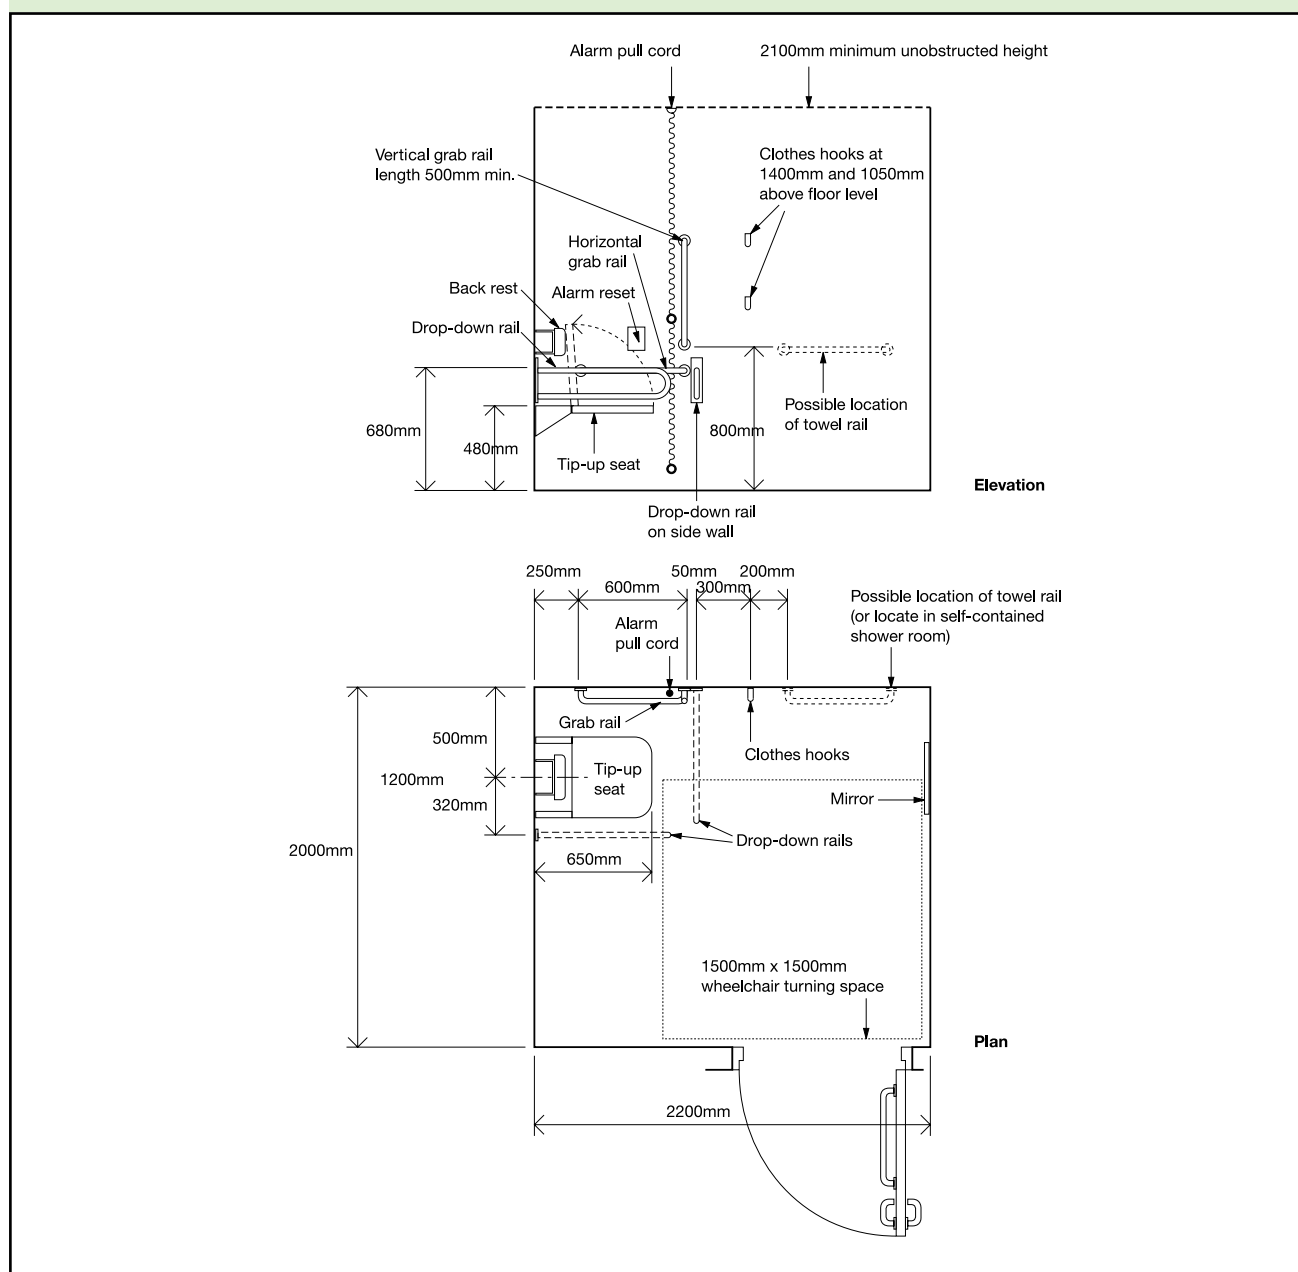 Alarm pull cord
2100mm minimum unobstructed height
Vertical grab rail
length 500mm min.
Clothes hooks at
1400mm and 1050mm
above floor level
Horizontal
grab rail
Back rest
Alarm reset
Drop-down rail
Possible location
of towel rail
680mm
480mm
800mm
Tip-up seat
Elevation
Drop-down rail
on side wall
250mm
600mm
50mm
300mm
200mm
Possible location of towel rail
(or locate in self-contained
shower room)
Alarm
pull cord
Grab rail
500mm
Clothes hooks
1200mm
Tip-up
seat
320mm
Mirror
Drop-down rails
2000mm
650mm
1500mm x 1500mm
wheelchair turning space
Plan
2200mm